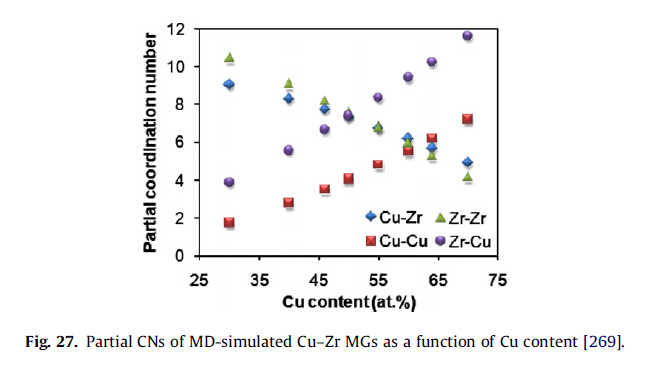 12
10
8
6
4
2
0
Partial coordination number
Cu-Zr
Zr-Zr
Cu-Cu
Zr-Cu
25 35 45 55 65 75
Cu content (at.%)
Fig. 27. Partial CNs of MD-simulated Cu–Zr MGs as a function of Cu content [269].